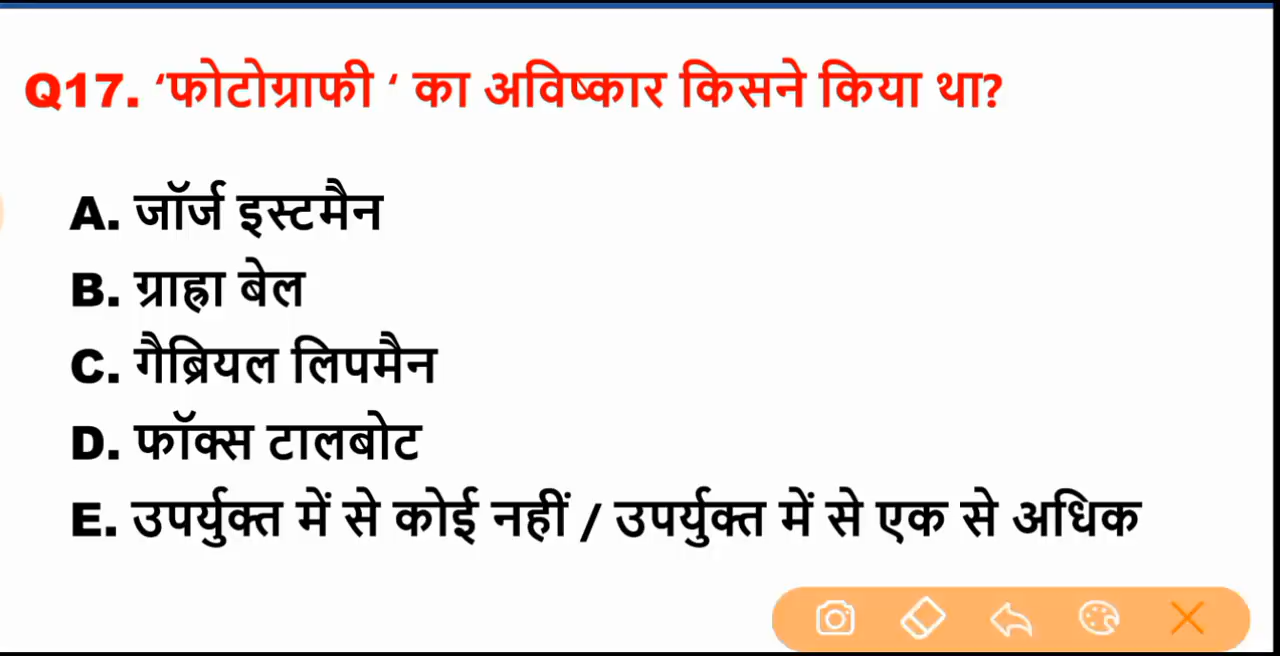 Q17. ‘फोटोग्राफी ‘ का अविष्कार किसने किया था?
A. जॉर्ज इस्टमैन
B. ग्राह्रा बेल
C. गैब्रियल लिपमैन
D. फॉक्स टालबोट
E. उपर्युक्त में से कोई नहीं / उपर्युक्त में से एक से अधिक